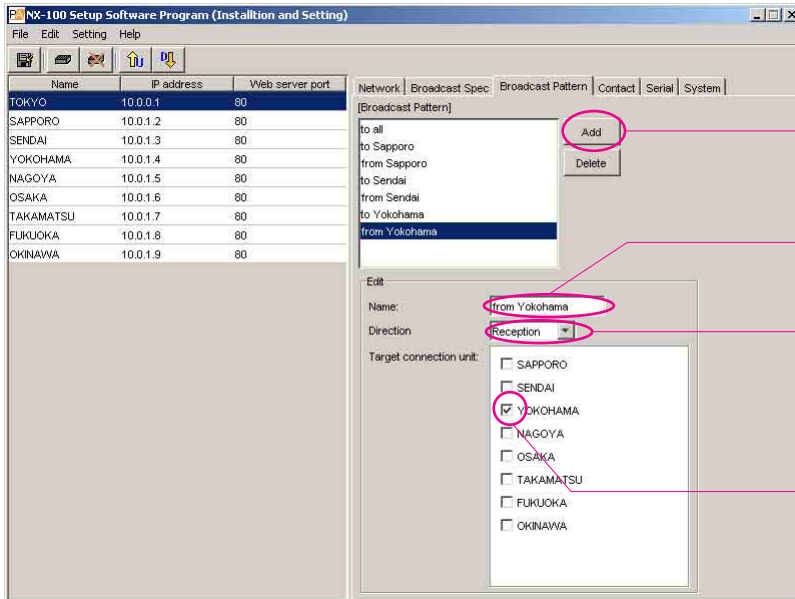 NX-100 Setup Software Program (Installtion and Setting)
File Edit Setting Help
Name IP address Web server port
TOKYO 10.0.0.1 80
SAPPORO 10.0.1.2 80
SENDAI 10.0.1.3 80
YOKOHAMA 10.0.1.4 80
NAGOYA 10.0.1.5 80
OSAKA 10.0.1.6 80
TAKAMATSU 10.0.1.7 80
FUKUOKA 10.0.1.8 80
OKINAWA 10.0.1.9 80
Network Broadcast Spec Broadcast Pattern Contact Serial System
[Broadcast Pattern]
to all
to Sapporo
from Sapporo
to Sendai
from Sendai
to Yokohama
from Yokohama
Add
Delete
Edit
Name: from Yokohama
Direction Reception
Target connection unit:
SAPPORO
SENDAI
YOKOHAMA
NAGOYA
OSAKA
TAKAMATSU
FUKUOKA
OKINAWA